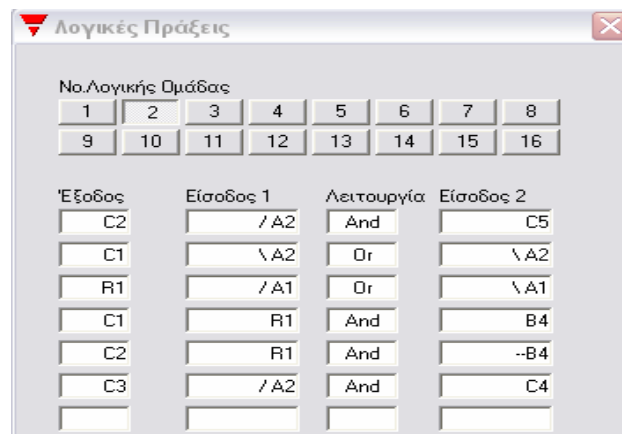 Λογικές Πράξεις
Νο.Λογικής Ομάδας
1 2 3 4 5 6 7 8
9 10 11 12 13 14 15 16
Έξοδος Είσοδος 1 Λειτουργία Είσοδος 2
C2 / A2 And C5
C1 \ A2 Or \ A2
R1 / A1 Or \ A1
C1 R1 And B4
C2 R1 And --B4
C3 / A2 And C4